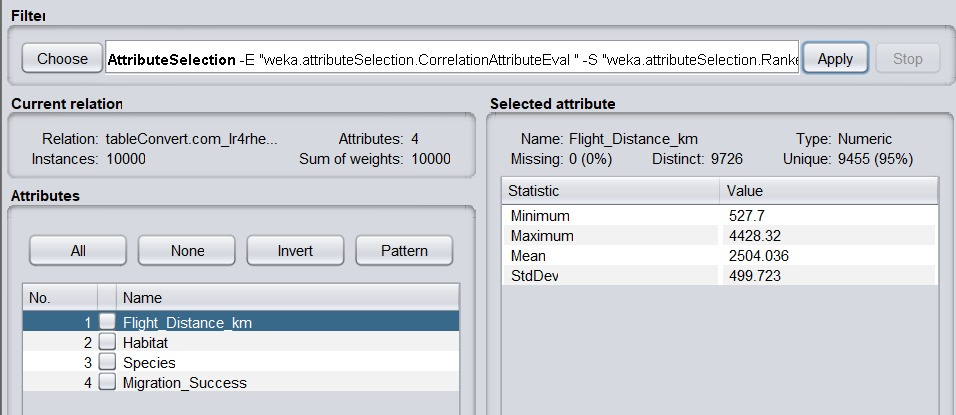 Filter
Choose AttributeSelection -E "weka.attributeSelection.CorrelationAttributeEval " -S "weka.attributeSelection.Ranke Apply Stop
Current relation
Relation: tableConvert.com_lr4rhe... Attributes: 4
Instances: 10000 Sum of weights: 10000
Attributes
All None Invert Pattern
No. Name
1 Flight_Distance_km
2 Habitat
3 Species
4 Migration_Success
Selected attribute
Name: Flight_Distance_km Type: Numeric
Missing: 0 (0%) Distinct: 9726 Unique: 9455 (95%)
Statistic Value
Minimum 527.7
Maximum 4428.32
Mean 2504.036
StdDev 499.723